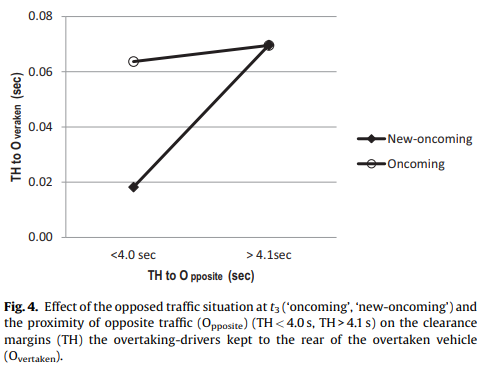 0.08
0.06
0.04
0.02
0.00
TH to O veraken (sec)
<4.0 sec
> 4.1sec
TH to O pposite (sec)
New-oncoming
Oncoming
Fig. 4. Effect of the opposed traffic situation at t3 ('oncoming', 'new-oncoming') and
the proximity of opposite traffic (Opposite) (TH < 4.0 s, TH > 4.1 s) on the clearance
margins (TH) the overtaking-drivers kept to the rear of the overtaken vehicle
(Overtaken).